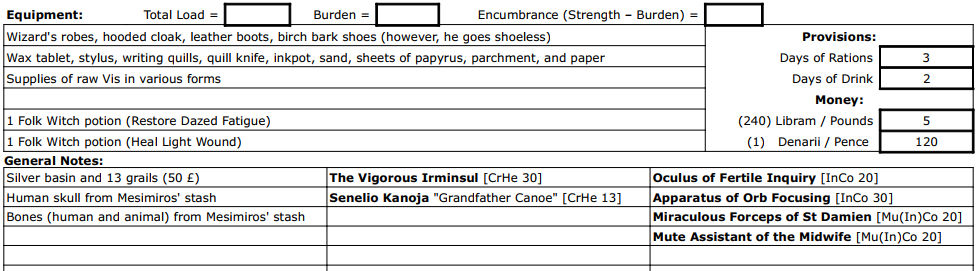 Equipment: Total Load = Burden = Encumbrance (Strength – Burden) =
Wizard's robes, hooded cloak, leather boots, birch bark shoes (however, he goes shoeless) Provisions:
Wax tablet, stylus, writing quills, quill knife, inkpot, sand, sheets of papyrus, parchment, and paper Days of Rations 3
Supplies of raw Vis in various forms Days of Drink 2
Money:
1 Folk Witch potion (Restore Dazed Fatigue) (240) Libram / Pounds 5
1 Folk Witch potion (Heal Light Wound) (1) Denarii / Pence 120
General Notes:
Silver basin and 13 grails (50 £) The Vigorous Irminsul [CrHe 30] Oculus of Fertile Inquiry [InCo 20]
Human skull from Mesimiros' stash Senelio Kanoja "Grandfather Canoe" [CrHe 13] Apparatus of Orb Focusing [InCo 30]
Bones (human and animal) from Mesimiros' stash Miraculous Forceps of St Damien [Mu(In)Co 20]
Mute Assistant of the Midwife [Mu(In)Co 20]